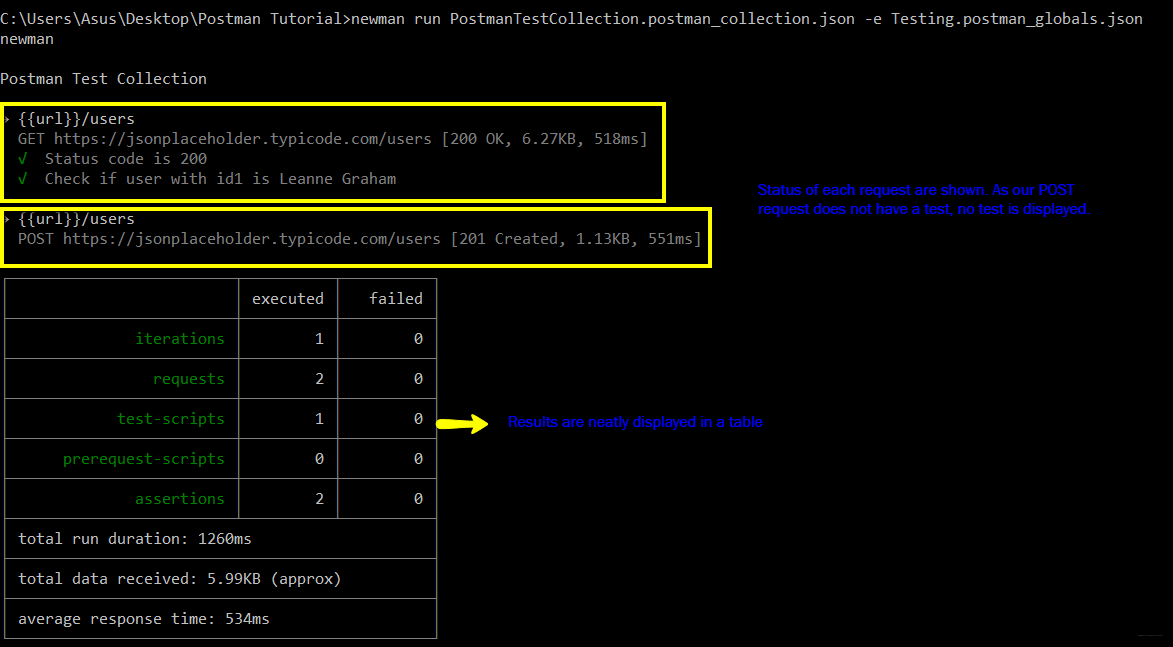 C:\Users\Asus\Desktop\Postman Tutorial>newman run PostmanTestCollection.postman_collection.json -e Testing.postman_globals.json
newman
Postman Test Collection
{{url}}/users
GET https://jsonplaceholder.typicode.com/users [200 OK, 6.27KB, 518ms]
√ Status code is 200
√ Check if user with id1 is Leanne Graham
Status of each request are shown. As our POST
request does not have a test, no test is displayed.
{{url}}/users
POST https://jsonplaceholder.typicode.com/users [201 Created, 1.13KB, 551ms]
executed failed
iterations 1 0
requests 2 0
test-scripts 1 0
Results are neatly displayed in a table
prerequest-scripts 0 0
assertions 2 0
total run duration: 1260ms
total data received: 5.99KB (approx)
average response time: 534ms